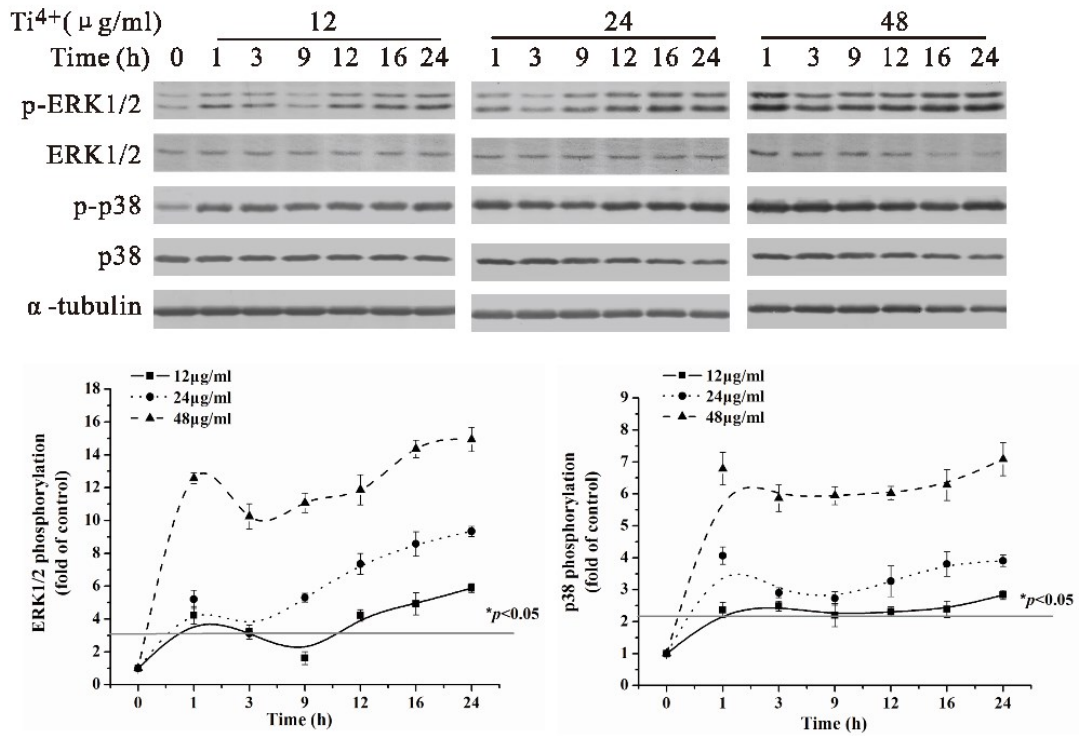 Ti4+(μg/ml) 12 24 48
Time (h) 0 1 3 9 12 16 24 1 3 9 12 16 24 1 3 9 12 16 24
p-ERK1/2
ERK1/2
p-p38
p38
α-tubulin
12μg/ml
24μg/ml
48μg/ml
18
16
14
12
10
8
6
4
2
0
ERK1/2 phosphorylation
(fold of control)
*p<0.05
0 1 3 9 12 16 24
Time (h)
12μg/ml
24μg/ml
48μg/ml
9
8
7
6
5
4
3
2
1
0
p38 phosphorylation
(fold of control)
*p<0.05
0 1 3 9 12 16 24
Time (h)